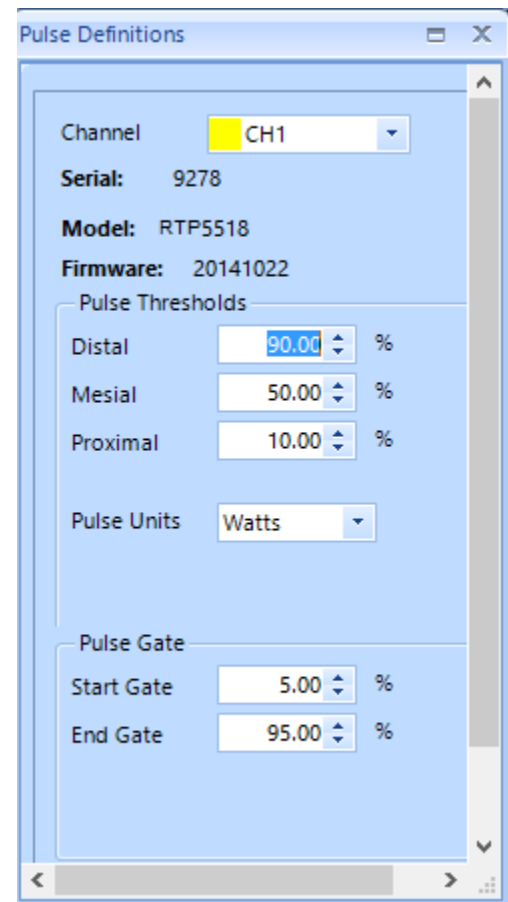 Pulse Definitions
Channel CH1
Serial: 9278
Model: RTP5518
Firmware: 20141022
Pulse Thresholds
Distal 90.00 %
Mesial 50.00 %
Proximal 10.00 %
Pulse Units Watts
Pulse Gate
Start Gate 5.00 %
End Gate 95.00 %